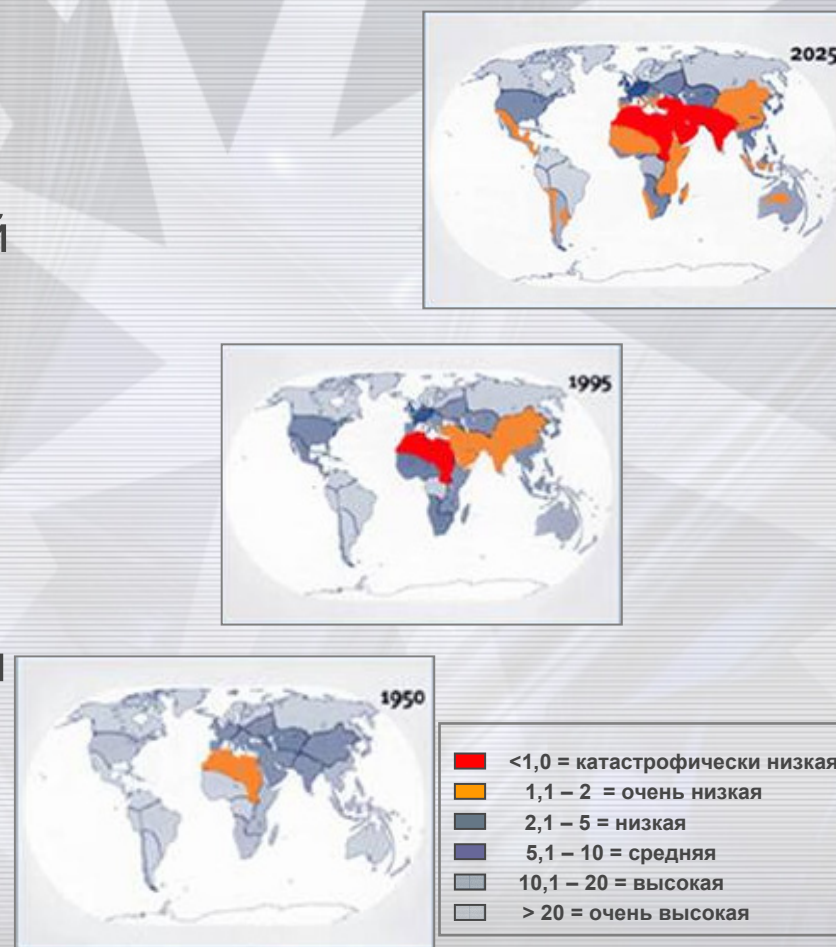 2025
й
1995
1950
<1,0 = катастрофически низкая
1,1 – 2 = очень низкая
2,1 – 5 = низкая
5,1 – 10 = средняя
10,1 – 20 = высокая
> 20 = очень высокая